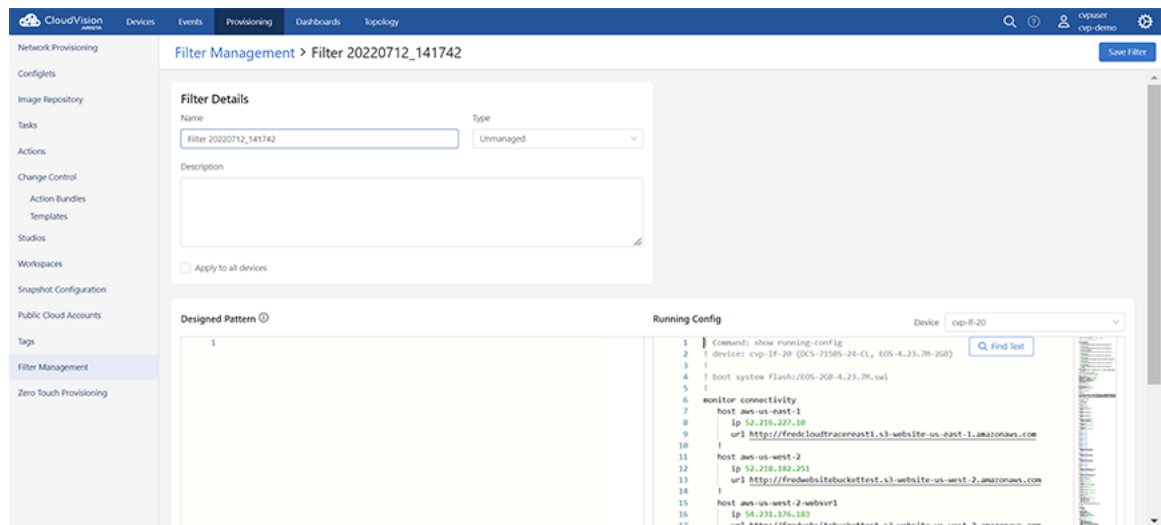 CloudVision
ARISTA
Devices
Events
Provisioning
Dashboards
Topology
cvpuser
cvp-demo
Network Provisioning
Configlets
Image Repository
Tasks
Actions
Change Control
Action Bundles
Templates
Studios
Workspaces
Snapshot Configuration
Public Cloud Accounts
Tags
Filter Management
Zero Touch Provisioning
Filter Management > Filter 20220712_141742
Save Filter
Filter Details
Name
Type
Filter 20220712_141742
Unmanaged
Description
Apply to all devices
Designed Pattern
1
Running Config
Device cvp-lf-20
Find Text
1 ! Command: show running-config
2 ! device: cvp-lf-20 (DCS-7150S-24-CL, EOS-4.23.7M-2GB)
3 !
4 ! boot system flash:/EOS-2GB-4.23.7M.swi
5 !
6 monitor connectivity
7 host aws-us-east-1
8 ip 52.216.227.10
9 url http://fredcloudtracereast1.s3-website-us-east-1.amazonaws.com
10 !
11 host aws-us-west-2
12 ip 52.218.182.251
13 url http://fredwebsitebuckettest.s3-website-us-west-2.amazonaws.com
14 !
15 host aws-us-west-2-websvr1
16 ip 54.231.176.183